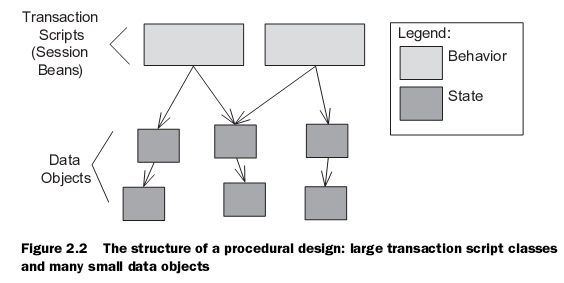 Transaction
Scripts
(Session
Beans)
Legend:
Behavior
State
Data
Objects
Figure 2.2 The structure of a procedural design: large transaction script classes
and many small data objects